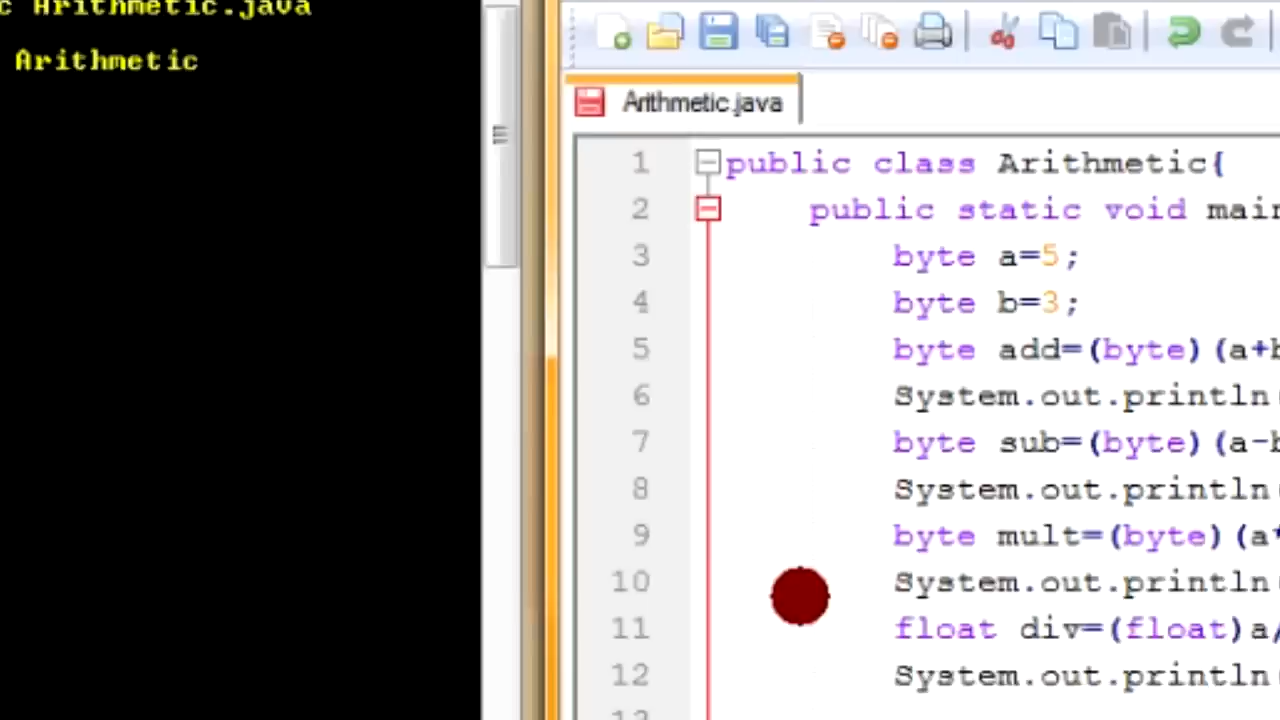 c Arithmetic.java
Arithmetic
Arithmetic.java
1 public class Arithmetic{
2 public static void main
3 byte a=5;
4 byte b=3;
5 byte add=(byte)(a+b
6 System.out.println(
7 byte sub=(byte)(a-b
8 System.out.println(
9 byte mult=(byte)(a*
10 System.out.println(
11 float div=(float)a/
12 System.out.println(
13